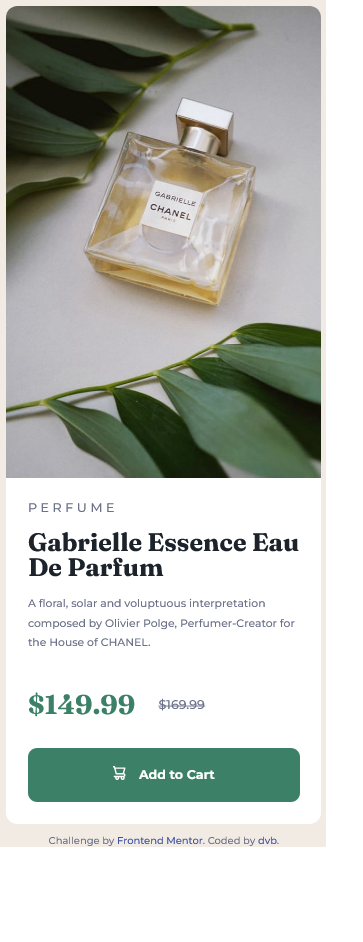 GABRIELLE
CHANEL
PARIS
PERFUME
Gabrielle Essence Eau
De Parfum
A floral, solar and voluptuous interpretation
composed by Olivier Polge, Perfumer-Creator for
the House of CHANEL.
$149.99 $169.99
Add to Cart
Challenge by Frontend Mentor. Coded by dvb.